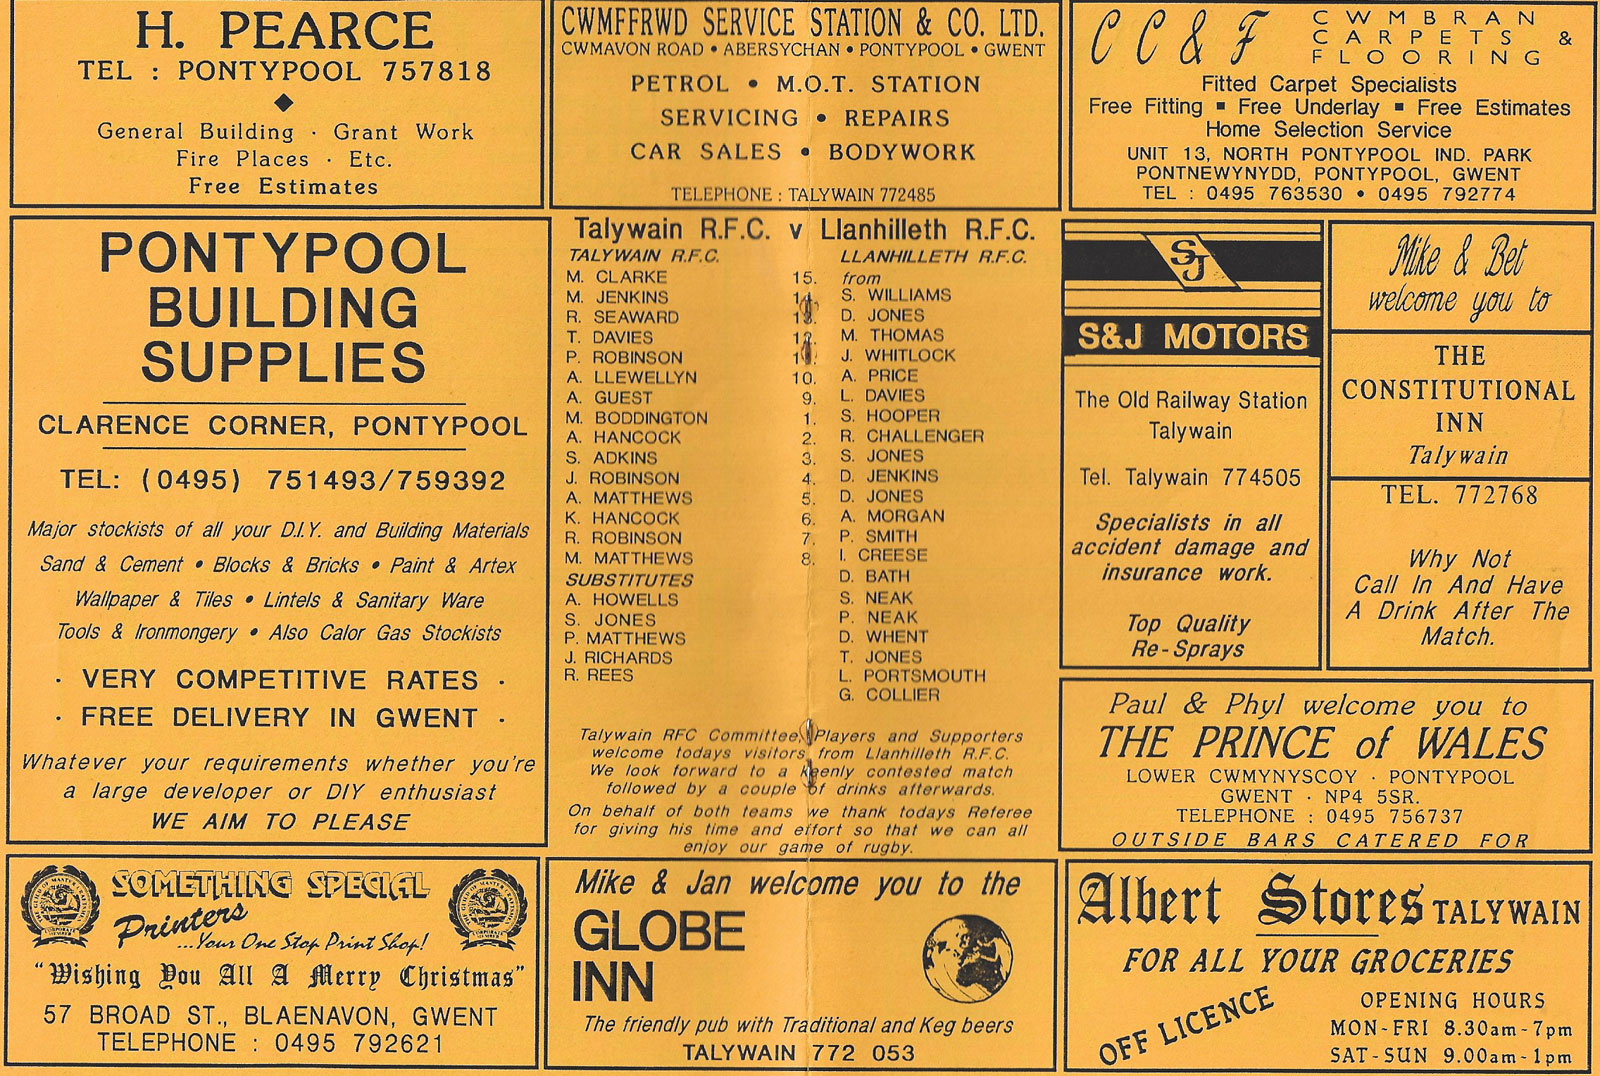 H. PEARCE
TEL : PONTYPOOL 757818
General Building · Grant Work
Fire Places · Etc.
Free Estimates
CWMFFRWD SERVICE STATION & CO. LTD.
CWMAVON ROAD • ABERSYCHAN • PONTYPOOL • GWENT
PETROL • M.O.T. STATION
SERVICING • REPAIRS
CAR SALES • BODYWORK
TELEPHONE : TALYWAIN 772485
CC & F CWMBRAN
CARPETS &
FLOORING
Fitted Carpet Specialists
Free Fitting ▪ Free Underlay ▪ Free Estimates
Home Selection Service
UNIT 13, NORTH PONTYPOOL IND. PARK
PONTNEWYNYDD, PONTYPOOL, GWENT
TEL : 0495 763530 • 0495 792774
PONTYPOOL
BUILDING
SUPPLIES
CLARENCE CORNER, PONTYPOOL
TEL: (0495) 751493/759392
Major stockists of all your D.I.Y. and Building Materials
Sand & Cement • Blocks & Bricks • Paint & Artex
Wallpaper & Tiles • Lintels & Sanitary Ware
Tools & Ironmongery • Also Calor Gas Stockists
· VERY COMPETITIVE RATES ·
· FREE DELIVERY IN GWENT ·
Whatever your requirements whether you're
a large developer or DIY enthusiast
WE AIM TO PLEASE
Talywain R.F.C. v Llanhilleth R.F.C.
TALYWAIN R.F.C. LLANHILLETH R.F.C.
M. CLARKE 15. from
M. JENKINS 14. S. WILLIAMS
R. SEAWARD 13. D. JONES
T. DAVIES 12. M. THOMAS
P. ROBINSON 11. J. WHITLOCK
A. LLEWELLYN 10. A. PRICE
A. GUEST 9. L. DAVIES
M. BODDINGTON 1. S. HOOPER
A. HANCOCK 2. R. CHALLENGER
S. ADKINS 3. S. JONES
J. ROBINSON 4. D. JENKINS
A. MATTHEWS 5. D. JONES
K. HANCOCK 6. A. MORGAN
R. ROBINSON 7. P. SMITH
M. MATTHEWS 8. I. CREESE
SUBSTITUTES D. BATH
A. HOWELLS S. NEAK
S. JONES P. NEAK
P. MATTHEWS D. WHENT
J. RICHARDS T. JONES
R. REES L. PORTSMOUTH
G. COLLIER
Talywain RFC Committee, Players and Supporters
welcome todays visitors from Llanhilleth R.F.C.
We look forward to a keenly contested match
followed by a couple of drinks afterwards.
On behalf of both teams we thank todays Referee
for giving his time and effort so that we can all
enjoy our game of rugby.
SJ
S&J MOTORS
The Old Railway Station
Talywain
Tel. Talywain 774505
Specialists in all
accident damage and
insurance work.
Top Quality
Re-Sprays
Mike & Bet
welcome you to
THE
CONSTITUTIONAL
INN
Talywain
TEL. 772768
Why Not
Call In And Have
A Drink After The
Match.
Paul & Phyl welcome you to
THE PRINCE of WALES
LOWER CWMYNYSCOY · PONTYPOOL
GWENT · NP4 5SR.
TELEPHONE : 0495 756737
OUTSIDE BARS CATERED FOR
SOMETHING SPECIAL
Printers
...Your One Stop Print Shop!
"Wishing You All A Merry Christmas"
57 BROAD ST., BLAENAVON, GWENT
TELEPHONE : 0495 792621
Mike & Jan welcome you to the
GLOBE
INN
The friendly pub with Traditional and Keg beers
TALYWAIN 772 053
Albert Stores TALYWAIN
FOR ALL YOUR GROCERIES
OFF LICENCE
OPENING HOURS
MON-FRI 8.30am-7pm
SAT-SUN 9.00am-1pm